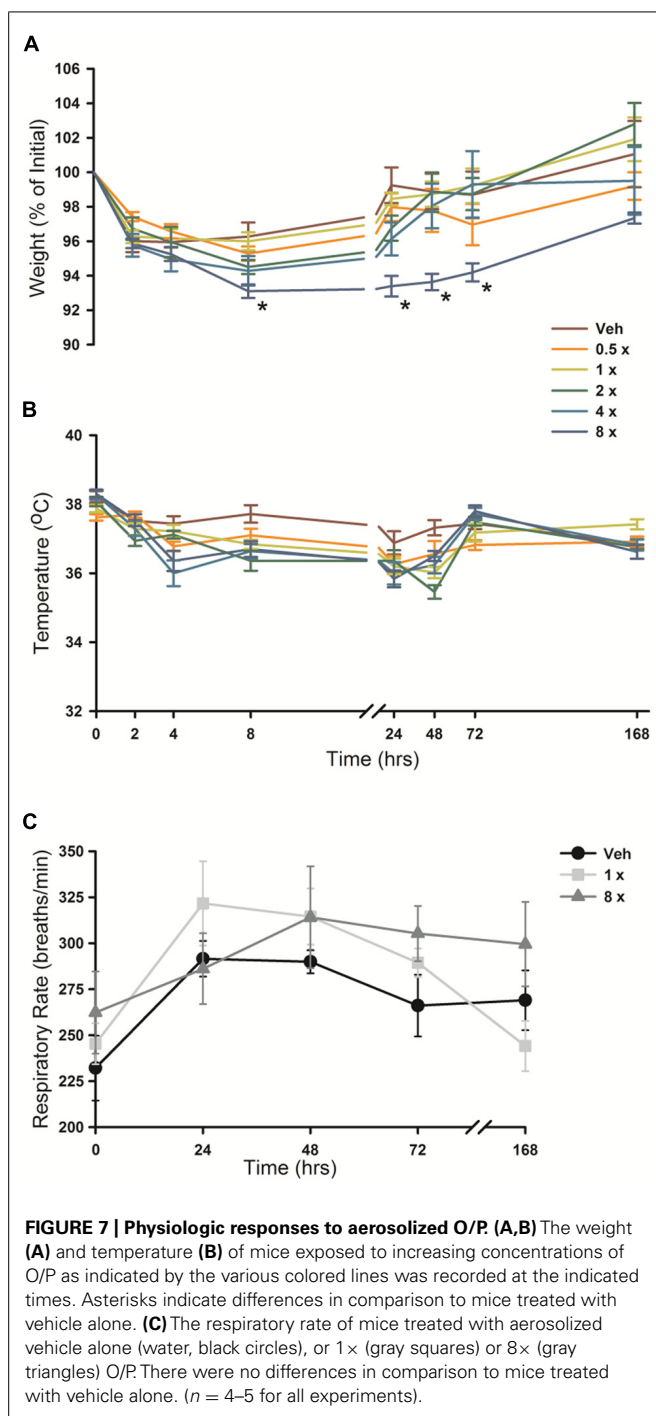 A
106
104
102
100
98
96
94
92
90
Weight (% of Initial)
*
*
*
*
Veh
0.5 x
1 x
2 x
4 x
8 x
B
40
38
36
34
32
Temperature (⁰C)
0 2 4 8 24 48 72 168
Time (hrs)
C
350
325
300
275
250
225
200
Respiratory Rate (breaths/min)
Veh
1 x
8 x
0 24 48 72 168
Time (hrs)
FIGURE 7 | Physiologic responses to aerosolized O/P. (A,B) The weight
(A) and temperature (B) of mice exposed to increasing concentrations of
O/P as indicated by the various colored lines was recorded at the indicated
times. Asterisks indicate differences in comparison to mice treated with
vehicle alone. (C) The respiratory rate of mice treated with aerosolized
vehicle alone (water, black circles), or 1× (gray squares) or 8× (gray
triangles) O/P. There were no differences in comparison to mice treated
with vehicle alone. (n = 4–5 for all experiments).